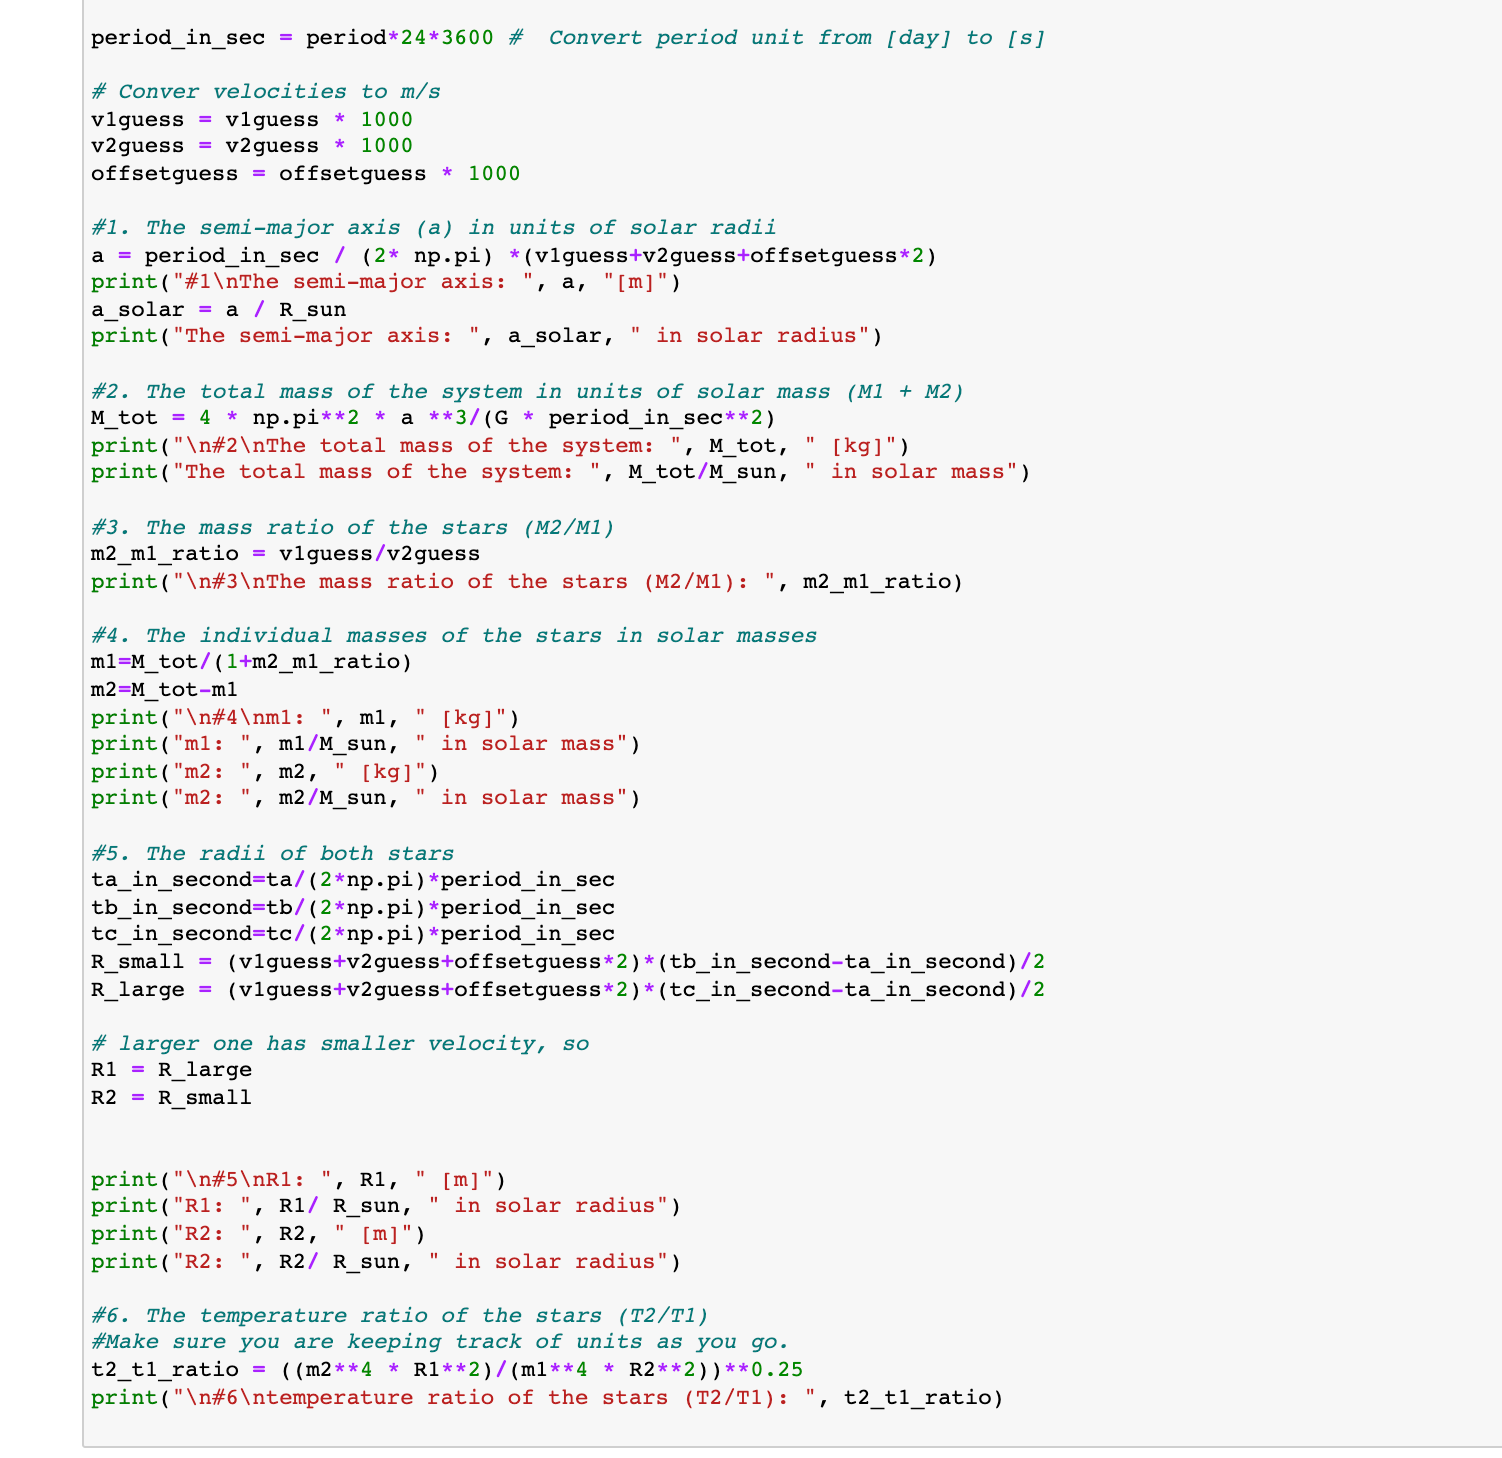 period_in_sec = period*24*3600 #  Convert period unit from [day] to [s]
# Conver velocities to m/s
v1guess = v1guess * 1000
v2guess = v2guess * 1000
offsetguess = offsetguess * 1000
#1. The semi-major axis (a) in units of solar radii
a = period_in_sec / (2* np.pi) *(v1guess+v2guess+offsetguess*2)
print("#1\nThe semi-major axis: ", a, "[m]")
a_solar = a / R_sun
print("The semi-major axis: ", a_solar, " in solar radius")
#2. The total mass of the system in units of solar mass (M1 + M2)
M_tot = 4 * np.pi**2 * a **3/(G * period_in_sec**2)
print("\n#2\nThe total mass of the system: ", M_tot, " [kg]")
print("The total mass of the system: ", M_tot/M_sun, " in solar mass")
#3. The mass ratio of the stars (M2/M1)
m2_m1_ratio = v1guess/v2guess
print("\n#3\nThe mass ratio of the stars (M2/M1): ", m2_m1_ratio)
#4. The individual masses of the stars in solar masses
m1=M_tot/(1+m2_m1_ratio)
m2=M_tot-m1
print("\n#4\nm1: ", m1, " [kg]")
print("m1: ", m1/M_sun, " in solar mass")
print("m2: ", m2, " [kg]")
print("m2: ", m2/M_sun, " in solar mass")
#5. The radii of both stars
ta_in_second=ta/(2*np.pi)*period_in_sec
tb_in_second=tb/(2*np.pi)*period_in_sec
tc_in_second=tc/(2*np.pi)*period_in_sec
R_small = (v1guess+v2guess+offsetguess*2)*(tb_in_second-ta_in_second)/2
R_large = (v1guess+v2guess+offsetguess*2)*(tc_in_second-ta_in_second)/2
# larger one has smaller velocity, so
R1 = R_large
R2 = R_small
print("\n#5\nR1: ", R1, " [m]")
print("R1: ", R1/ R_sun, " in solar radius")
print("R2: ", R2, " [m]")
print("R2: ", R2/ R_sun, " in solar radius")
#6. The temperature ratio of the stars (T2/T1)
#Make sure you are keeping track of units as you go.
t2_t1_ratio = ((m2**4 * R1**2)/(m1**4 * R2**2))**0.25
print("\n#6\ntemperature ratio of the stars (T2/T1): ", t2_t1_ratio)